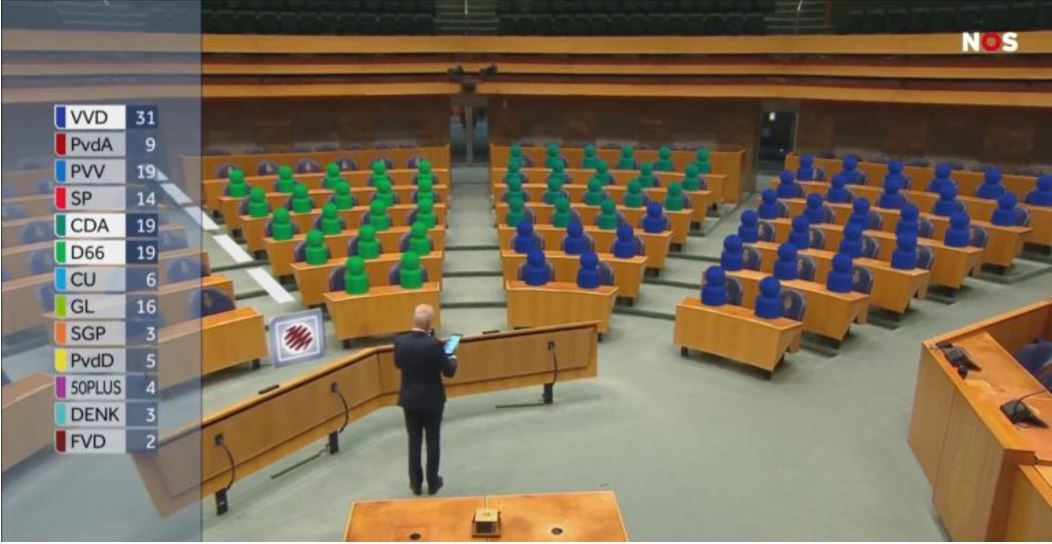 NOS
VVD 31
PvdA 9
PVV 19
SP 14
CDA 19
D66 19
CU 6
GL 16
SGP 3
PvdD 5
50PLUS 4
DENK 3
FVD 2